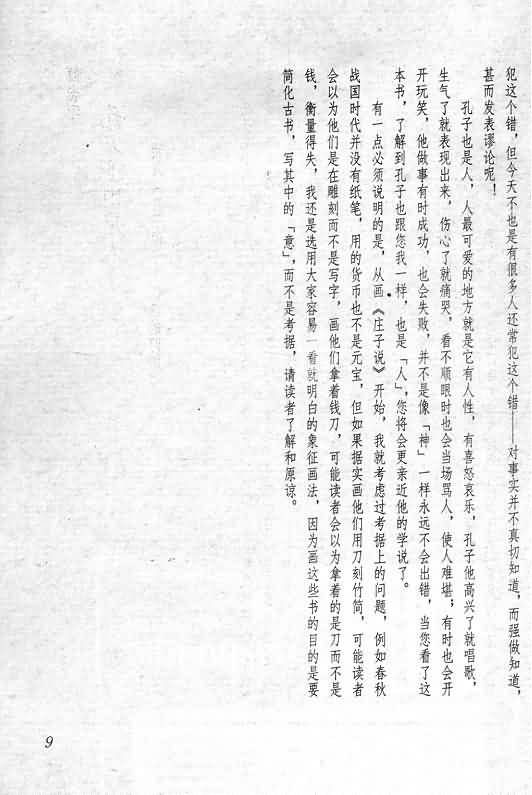 犯这个错，但今天不也是有很多人还常犯这个错——对事实并不真切知道，而强做知道，
甚而发表谬论呢！
孔子也是人，人最可爱的地方就是它有人性，有喜怒哀乐，孔子他高兴了就唱歌，
生气了就表现出来，伤心了就痛哭，看不顺眼时也会当场骂人，使人难堪；有时也会开
开玩笑，他做事有时成功，也会失败，并不是像「神」一样永远不会出错，当您看了这
本书，了解到孔子也跟您我一样，也是「人」，您将会更亲近他的学说了。
有一点必须说明的是，从画《庄子说》开始，我就考虑过考据上的问题，例如春秋
战国时代并没有纸笔，用的货币也不是元宝，但如果据实画他们用刀刻竹简，可能读者
会以为他们是在雕刻而不是写字，画他们拿着钱刀，可能读者会以为拿着的是刀而不是
钱，衡量得失，我还是选用大家容易一看就明白的象征画法，因为画这些书的目的是要
简化古书，写其中的「意」，而不是考据，请读者了解和原谅。
9